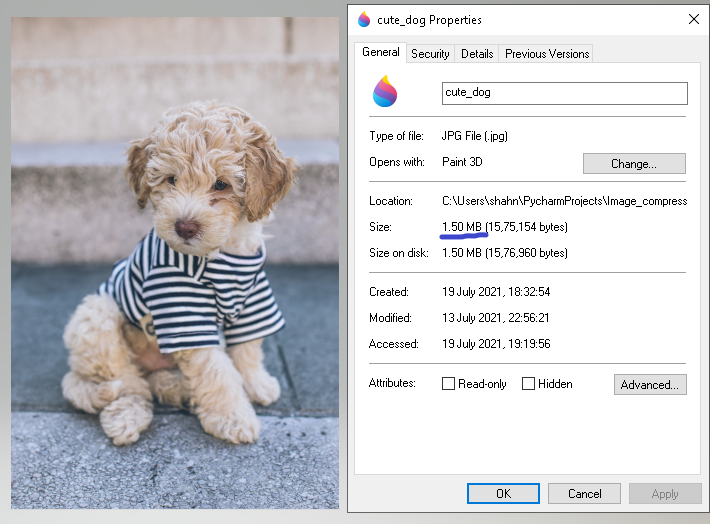 cute_dog Properties
General Security Details Previous Versions
cute_dog
Type of file: JPG File (.jpg)
Opens with: Paint 3D Change...
Location: C:\Users\shahn\PycharmProjects\Image_compress
Size: 1.50 MB (15,75,154 bytes)
Size on disk: 1.50 MB (15,76,960 bytes)
Created: 19 July 2021, 18:32:54
Modified: 13 July 2021, 22:56:21
Accessed: 19 July 2021, 19:19:56
Attributes: Read-only Hidden Advanced...
OK Cancel Apply